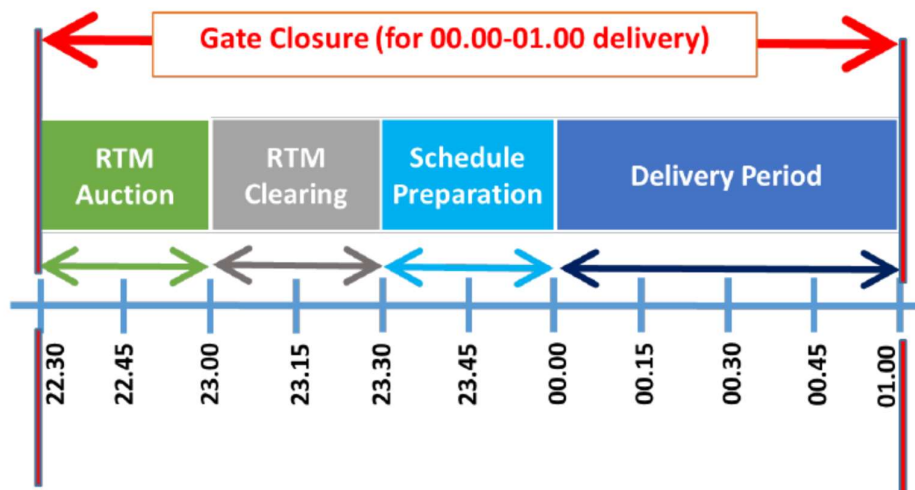 Gate Closure (for 00.00-01.00 delivery)
RTM
Auction
RTM
Clearing
Schedule
Preparation
Delivery Period
22.30
22.45
23.00
23.15
23.30
23.45
00.00
00.15
00.30
00.45
01.00